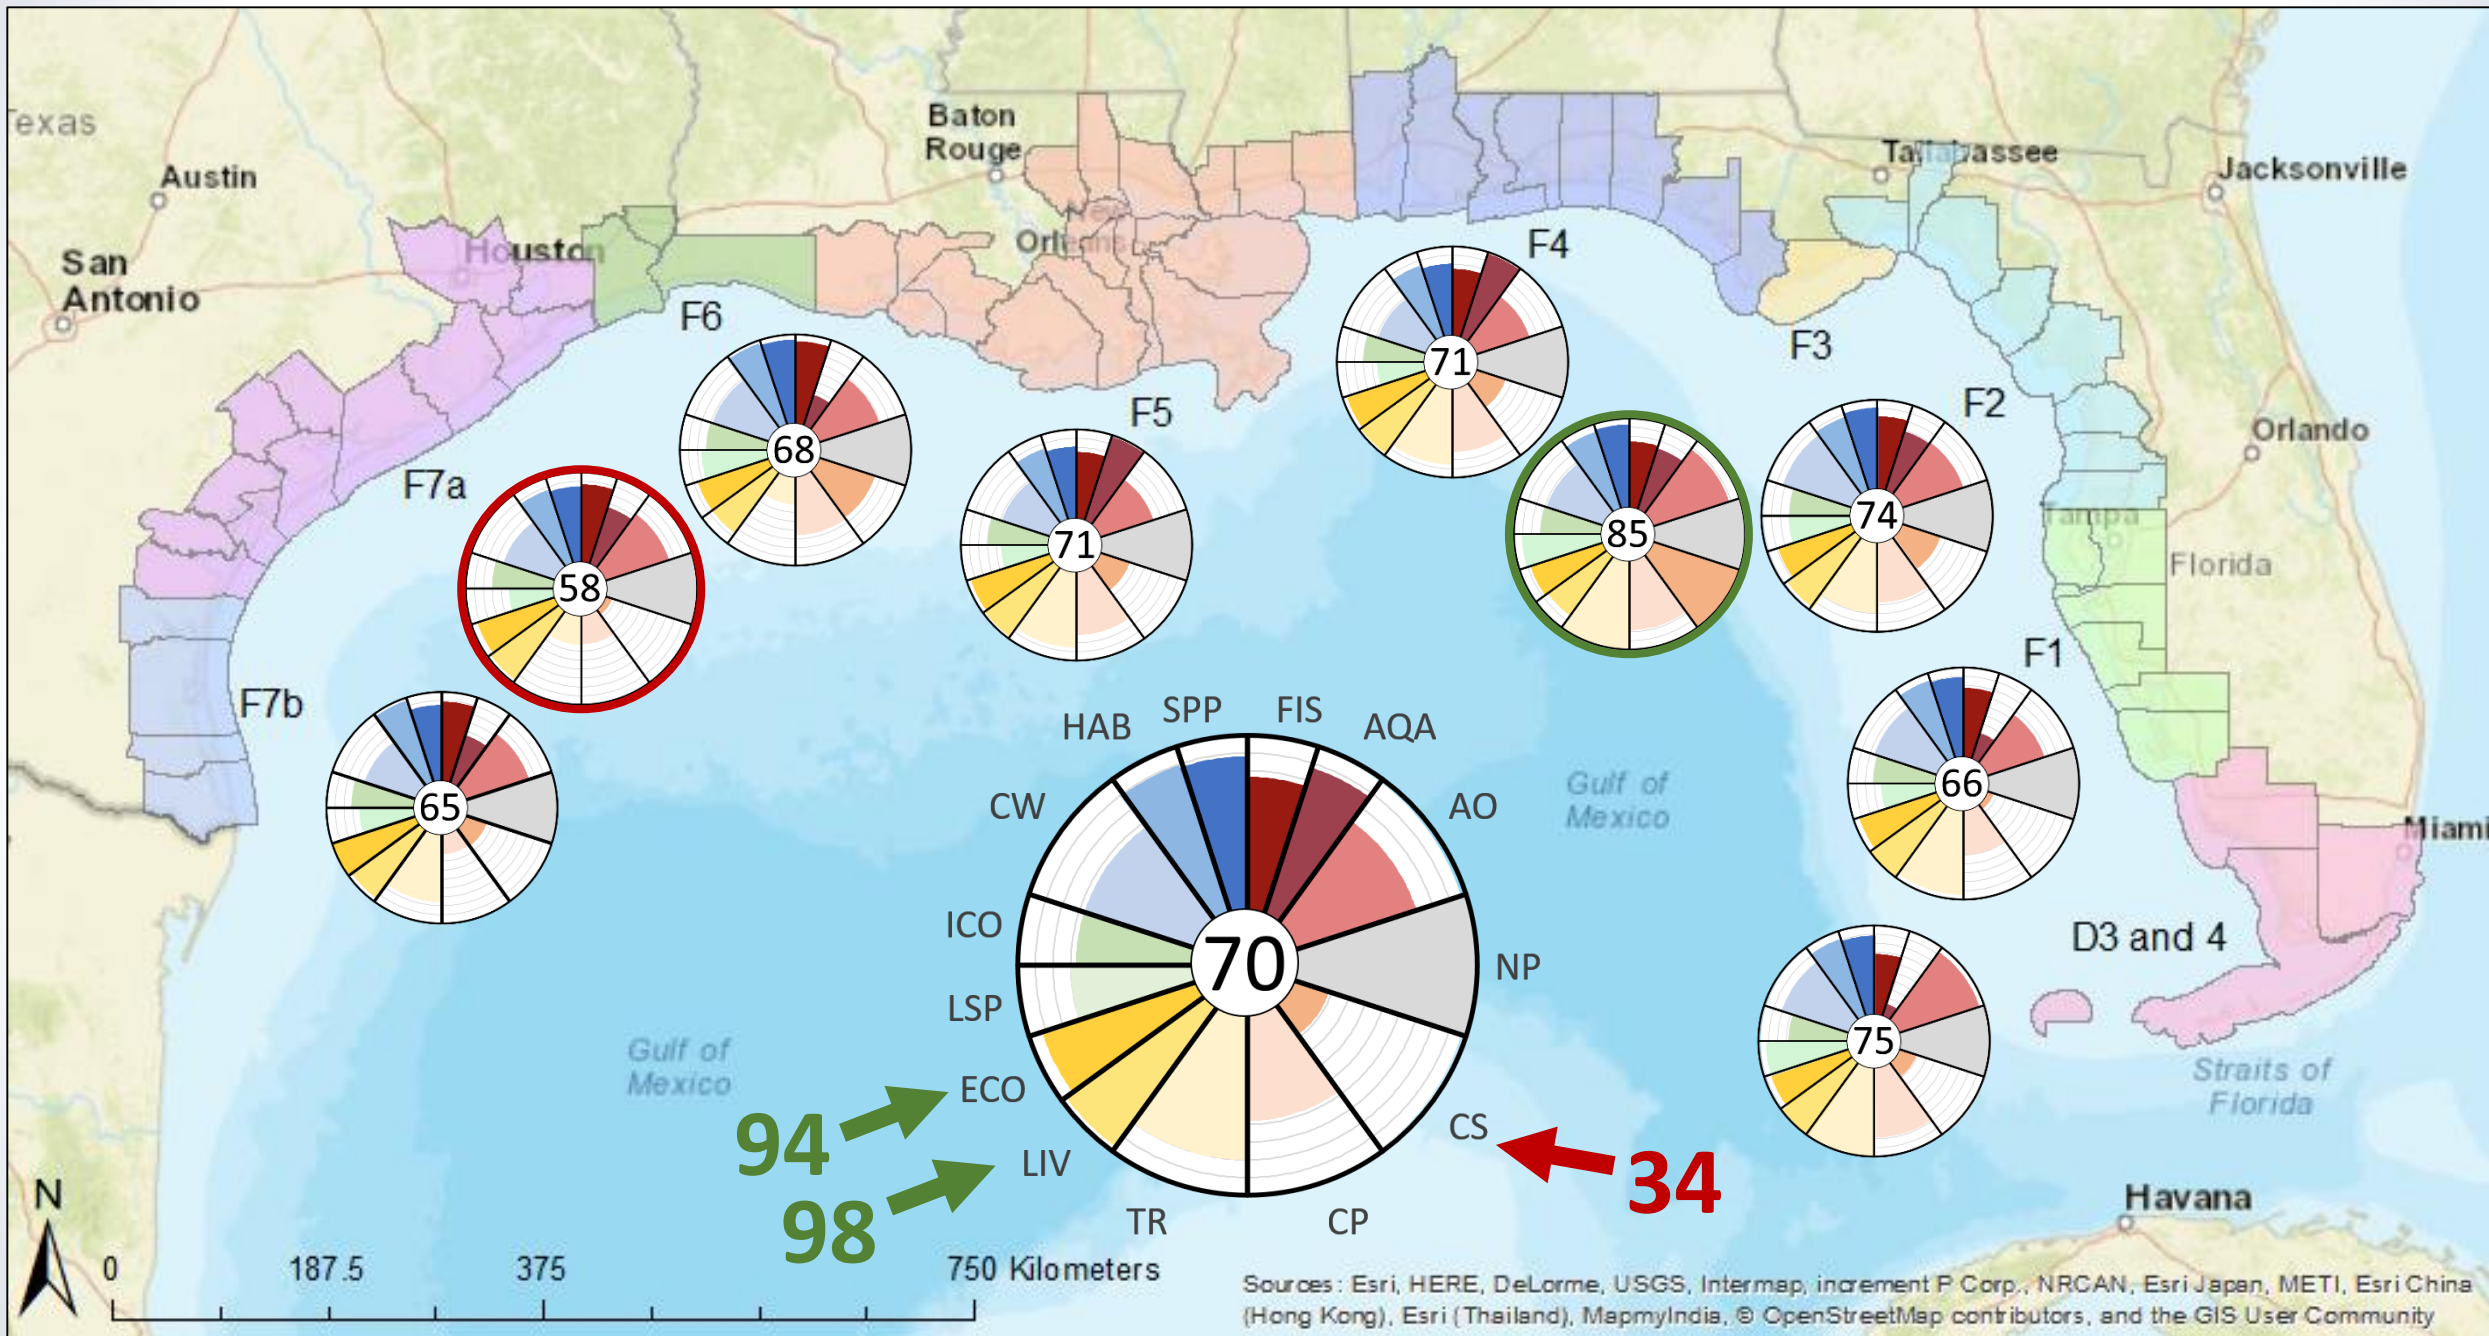 exas
Austin
San
Antonio
Houston
Baton
Rouge
New
Orleans
Tallahassee
Jacksonville
Orlando
Tampa
Florida
Miami
Havana
F7b
F7a
F6
F5
F4
F3
F2
F1
D3 and 4
65
58
68
71
71
85
74
66
75
70
SPP
FIS
HAB
AQA
CW
AO
ICO
NP
LSP
ECO
CS
LIV
TR
CP
94
98
34
Gulf of
Mexico
Gulf of
Mexico
Straits of
Florida
N
0
187.5
375
750 Kilometers
Sources: Esri, HERE, DeLorme, USGS, Intermap, increment P Corp., NRCAN, Esri Japan, METI, Esri China
(Hong Kong), Esri (Thailand), MapmyIndia, © OpenStreetMap contributors, and the GIS User Community